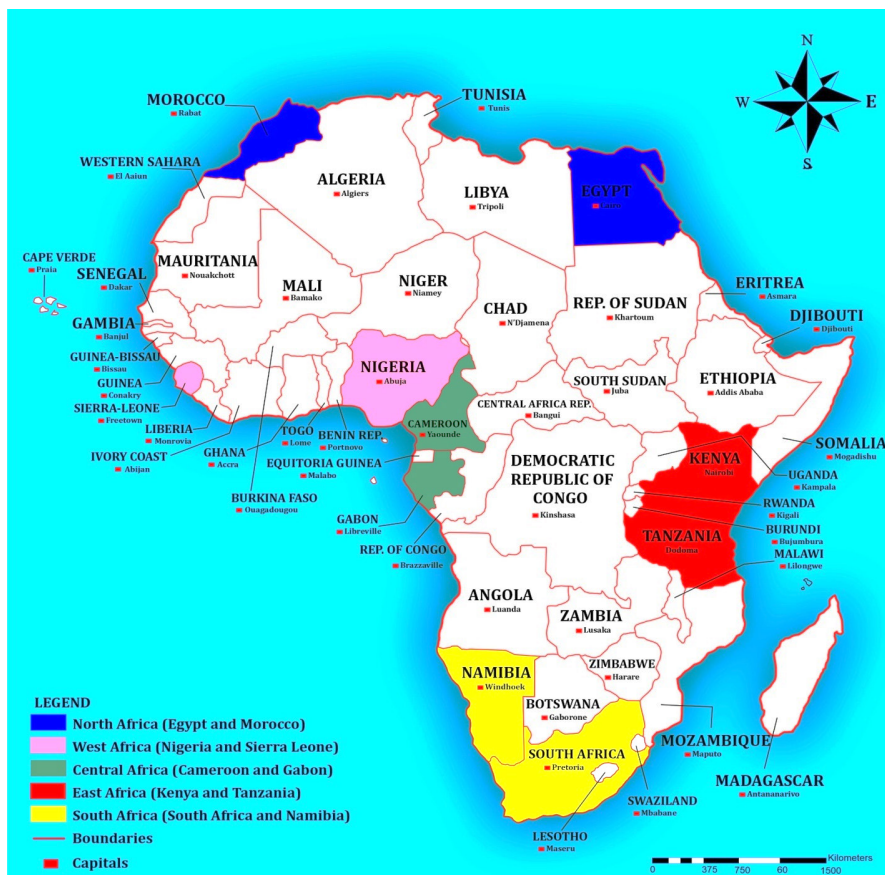 N
W
E
S
MOROCCO
Rabat
TUNISIA
Tunis
WESTERN SAHARA
El Aaiun
ALGERIA
Algiers
LIBYA
Tripoli
EGYPT
Cairo
CAPE VERDE
Praia
MAURITANIA
Nouakchott
SENEGAL
Dakar
MALI
Bamako
NIGER
Niamey
CHAD
N'Djamena
REP. OF SUDAN
Khartoum
ERITREA
Asmara
DJIBOUTI
Djibouti
GAMBIA
Banjul
GUINEA-BISSAU
Bissau
GUINEA
Conakry
SIERRA-LEONE
Freetown
NIGERIA
Abuja
SOUTH SUDAN
Juba
ETHIOPIA
Addis Ababa
CENTRAL AFRICA REP.
Bangui
CAMEROON
Yaounde
LIBERIA
Monrovia
IVORY COAST
Abijan
GHANA
Accra
TOGO
Lome
BENIN REP.
Portnovo
EQUITORIA GUINEA
Malabo
BURKINA FASO
Ouagadougou
DEMOCRATIC
REPUBLIC OF
CONGO
Kinshasa
KENYA
Nairobi
SOMALIA
Mogadishu
UGANDA
Kampala
RWANDA
Kigali
BURUNDI
Bujumbura
TANZANIA
Dodoma
MALAWI
Lilongwe
GABON
Libreville
REP. OF CONGO
Brazzaville
ANGOLA
Luanda
ZAMBIA
Lusaka
NAMIBIA
Windhoek
ZIMBABWE
Harare
BOTSWANA
Gaborone
MOZAMBIQUE
Maputo
MADAGASCAR
Antananarivo
SOUTH AFRICA
Pretoria
SWAZILAND
Mbabane
LESOTHO
Maseru
LEGEND
North Africa (Egypt and Morocco)
West Africa (Nigeria and Sierra Leone)
Central Africa (Cameroon and Gabon)
East Africa (Kenya and Tanzania)
South Africa (South Africa and Namibia)
Boundaries
Capitals
Kilometers
0 375 750 60 1500